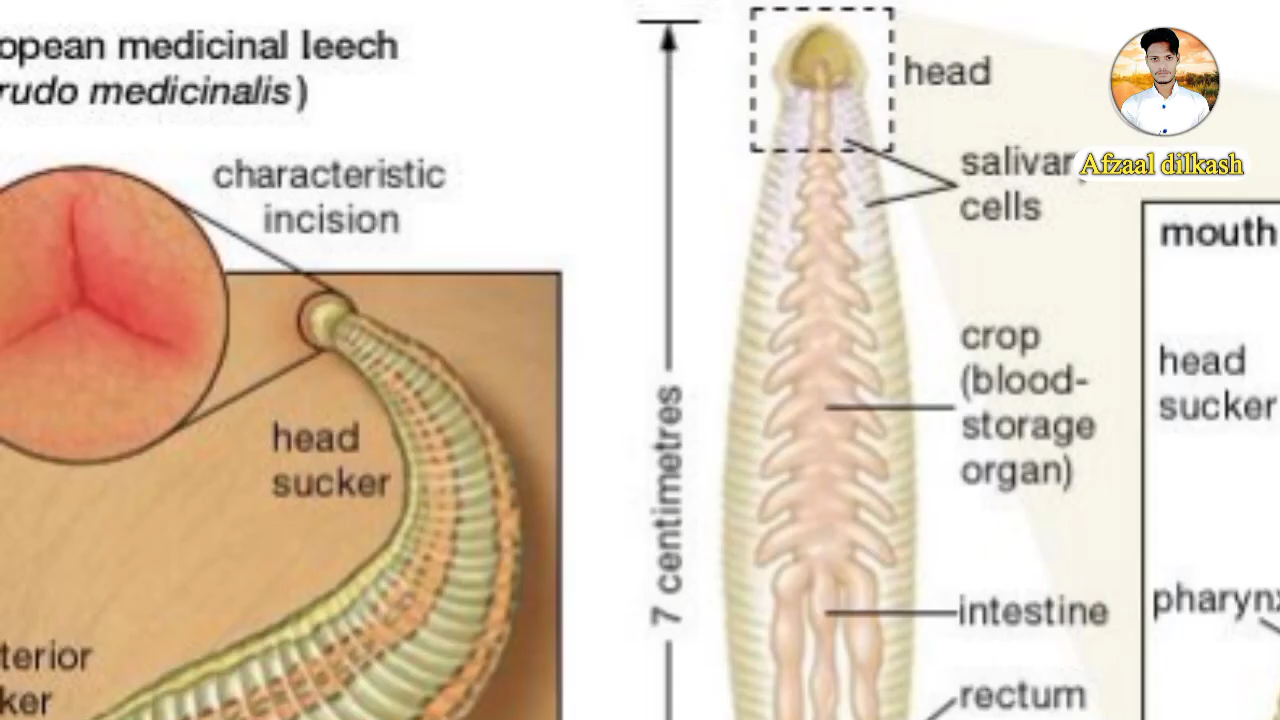 opean medicinal leech
rudo medicinalis)
characteristic
incision
head
sucker
terior
ker
7 centimetres
head
salivar
cells
crop
(blood-
storage
organ)
intestine
rectum
Afzaal dilkash
mouth
head
sucker
pharynx